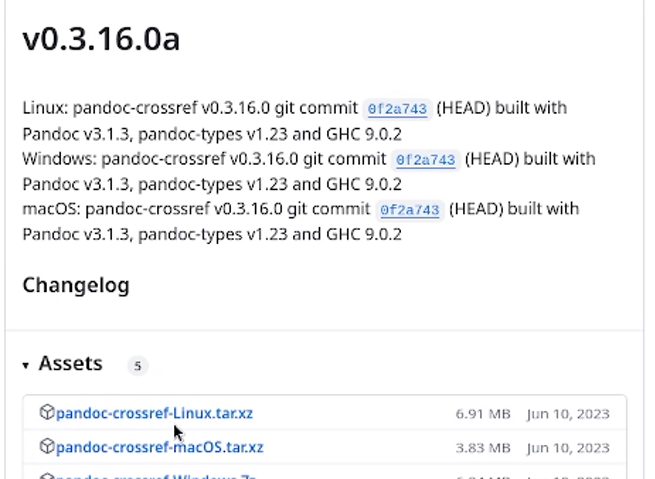 v0.3.16.0a
Linux: pandoc-crossref v0.3.16.0 git commit 0f2a743 (HEAD) built with
Pandoc v3.1.3, pandoc-types v1.23 and GHC 9.0.2
Windows: pandoc-crossref v0.3.16.0 git commit 0f2a743 (HEAD) built with
Pandoc v3.1.3, pandoc-types v1.23 and GHC 9.0.2
macOS: pandoc-crossref v0.3.16.0 git commit 0f2a743 (HEAD) built with
Pandoc v3.1.3, pandoc-types v1.23 and GHC 9.0.2
Changelog
Assets 5
pandoc-crossref-Linux.tar.xz 6.91 MB Jun 10, 2023
pandoc-crossref-macOS.tar.xz 3.83 MB Jun 10, 2023